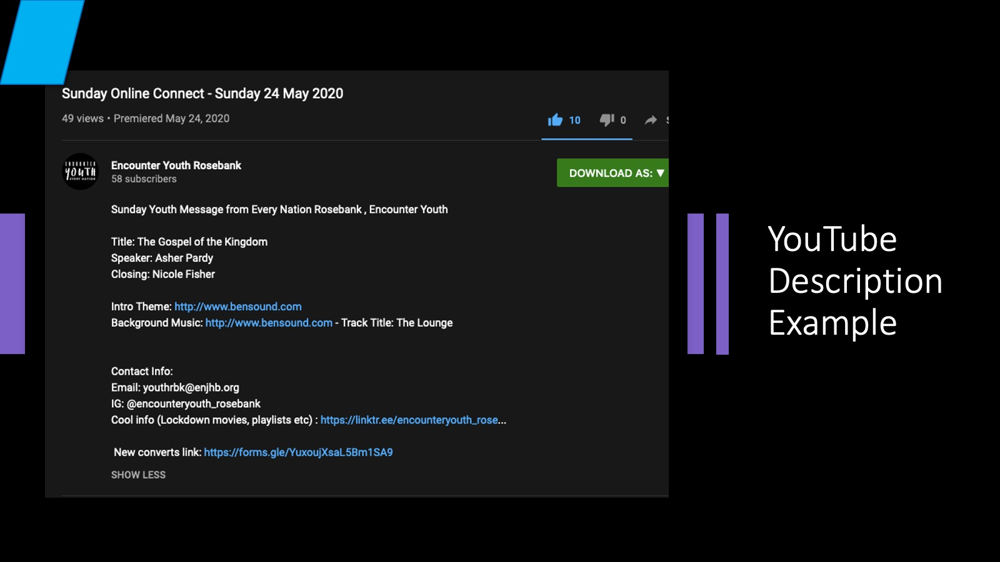 Sunday Online Connect - Sunday 24 May 2020
49 views • Premiered May 24, 2020
10
0
ENCOUNTER
YOUTH
EVERY NATION
Encounter Youth Rosebank
58 subscribers
DOWNLOAD AS: ▼
Sunday Youth Message from Every Nation Rosebank , Encounter Youth
Title: The Gospel of the Kingdom
Speaker: Asher Pardy
Closing: Nicole Fisher
Intro Theme: http://www.bensound.com
Background Music: http://www.bensound.com - Track Title: The Lounge
Contact Info:
Email: youthrbk@enjhb.org
IG: @encounteryouth_rosebank
Cool info (Lockdown movies, playlists etc) : https://linktr.ee/encounteryouth_rose...
New converts link: https://forms.gle/YuxoujXsaL5Bm1SA9
SHOW LESS
YouTube
Description
Example